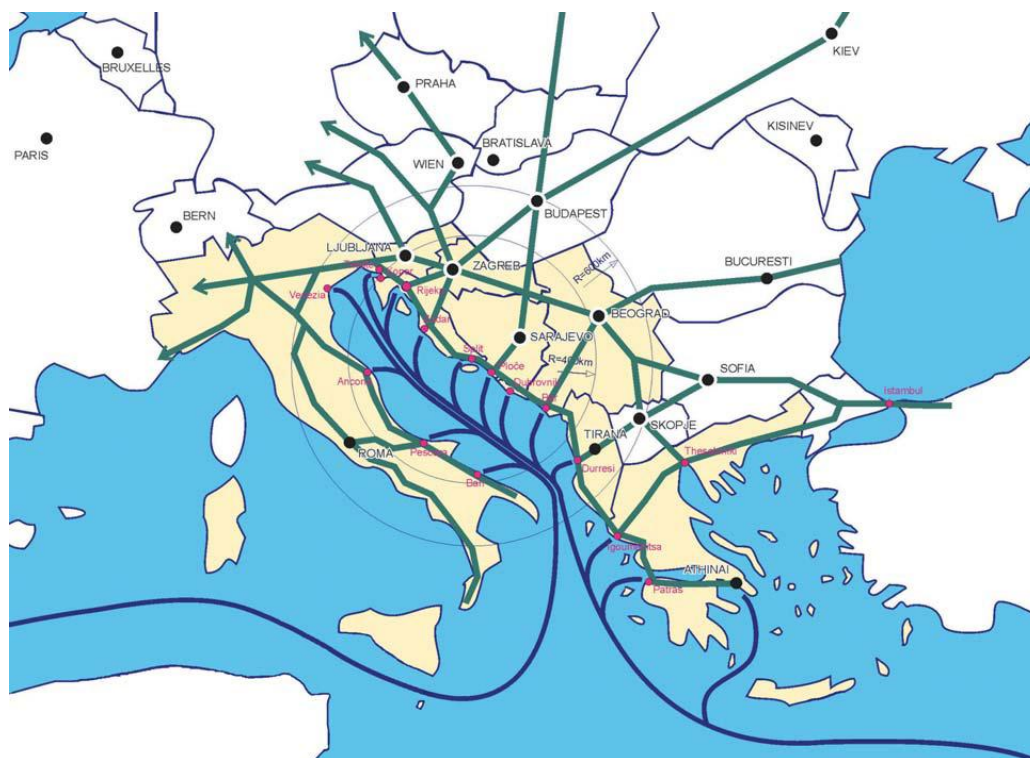 KIEV
BRUXELLES
PRAHA
KISINEV
PARIS
BRATISLAVA
WIEN
BERN
BUDAPEST
LJUBLJANA
BUCURESTI
ZAGREB
R=600km
Koper
Venezia
Rijeka
BEOGRAD
Zadar
SARAJEVO
Split
R=400km
Ploče
SOFIA
Ancona
Dubrovnik
Istambul
Bar
SKOPJE
TIRANA
ROMA
Pescara
Thesaloniki
Durresi
Bari
Igoumenitsa
ATHINAI
Patras